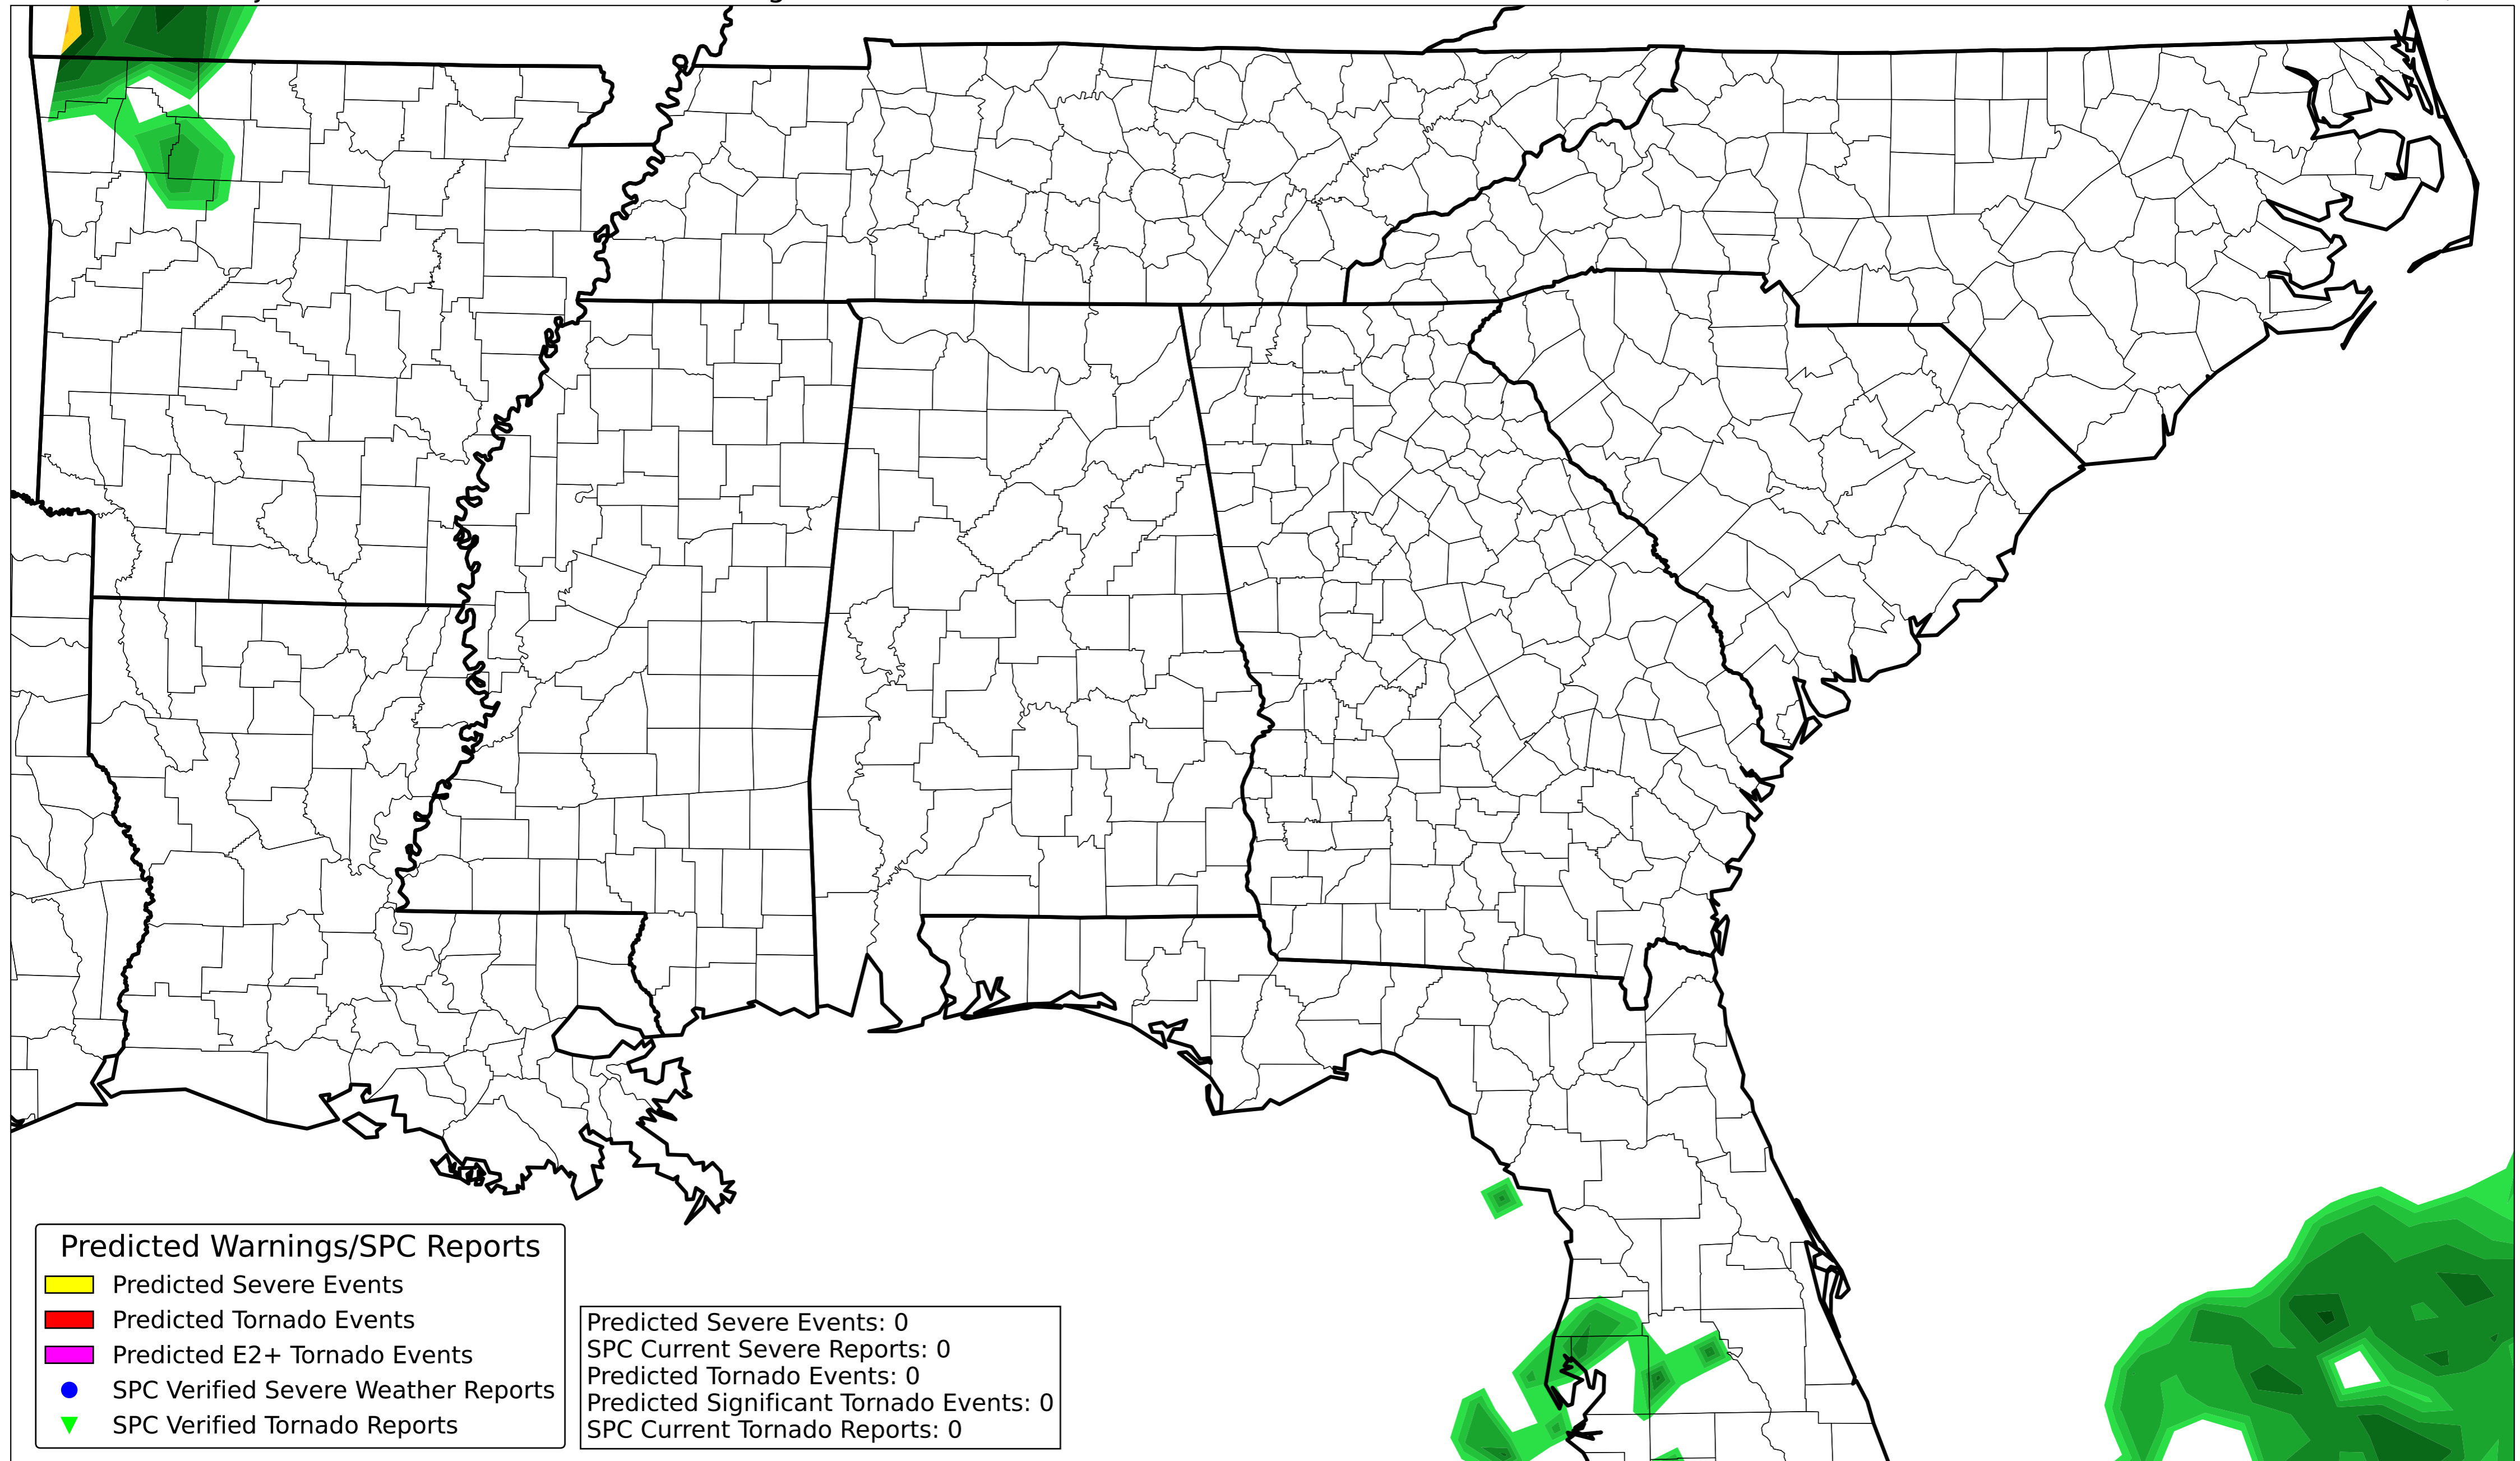 Predicted Warnings/SPC Reports
Predicted Severe Events
Predicted Tornado Events
Predicted E2+ Tornado Events
SPC Verified Severe Weather Reports
SPC Verified Tornado Reports
Predicted Severe Events: 0
SPC Current Severe Reports: 0
Predicted Tornado Events: 0
Predicted Significant Tornado Events: 0
SPC Current Tornado Reports: 0